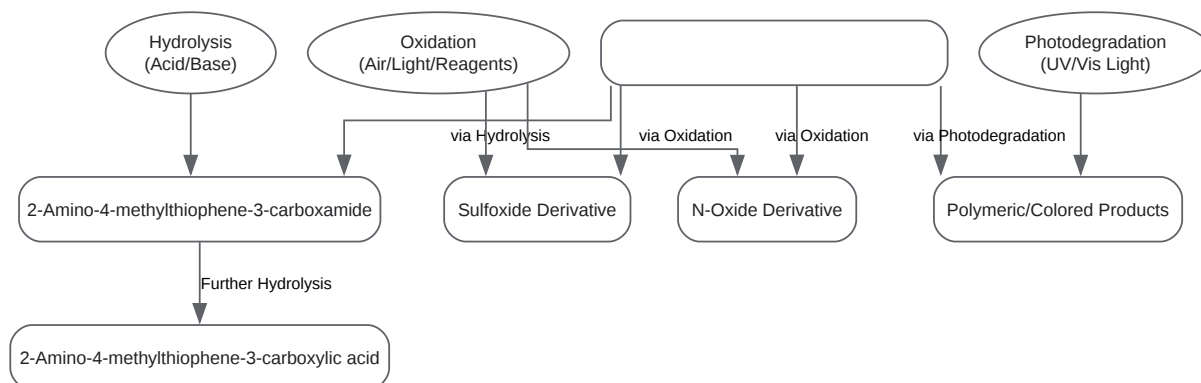 Hydrolysis
(Acid/Base)
Oxidation
(Air/Light/Reagents)
Photodegradation
(UV/Vis Light)
via Hydrolysis
via Oxidation
via Oxidation
via Photodegradation
2-Amino-4-methylthiophene-3-carboxamide
Sulfoxide Derivative
N-Oxide Derivative
Polymeric/Colored Products
Further Hydrolysis
2-Amino-4-methylthiophene-3-carboxylic acid